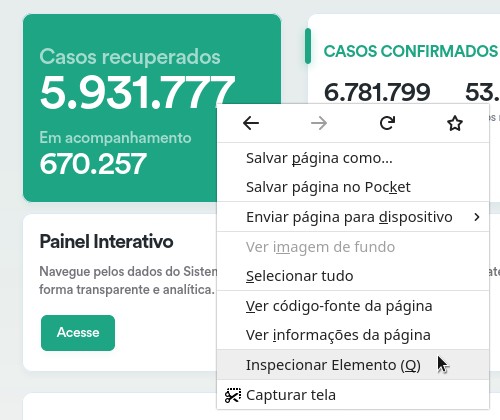 Casos recuperados
5.931.777
Em acompanhamento
670.257
CASOS CONFIRMADOS
6.781.799 53.
Painel Interativo
Navegue pelos dados do Sistem
forma transparente e analítica.
Acesse
Salvar página como...
Salvar página no Pocket
Enviar página para dispositivo
Ver imagem de fundo
Selecionar tudo
Ver código-fonte da página
Ver informações da página
Inspecionar Elemento (Q)
Capturar tela